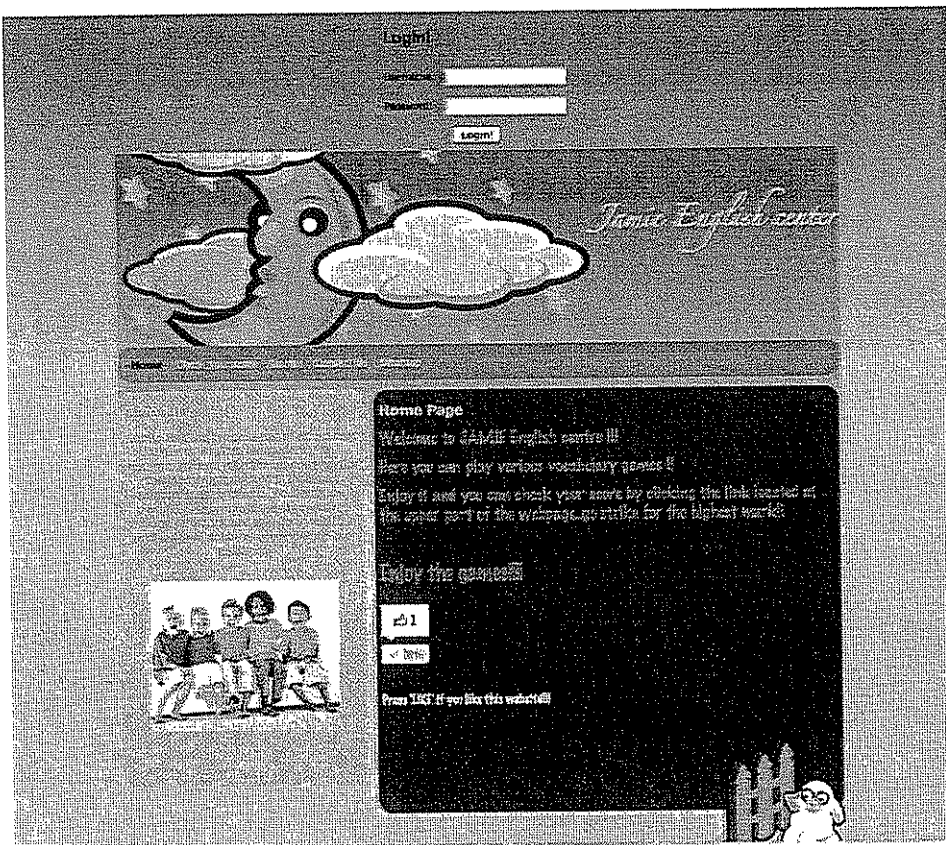 Login!
Username
Password
Login!
Jamie English center
Home
Home Page
Welcome to JAMIE English centre !!!
Here you can play various vocabulary games !!
Enjoy it and you can check your score by clicking the link located at
the upper part of the webpage,go strike for the highest
Enjoy the games!!!
1
Press 'LIKE' if you like this website!!!